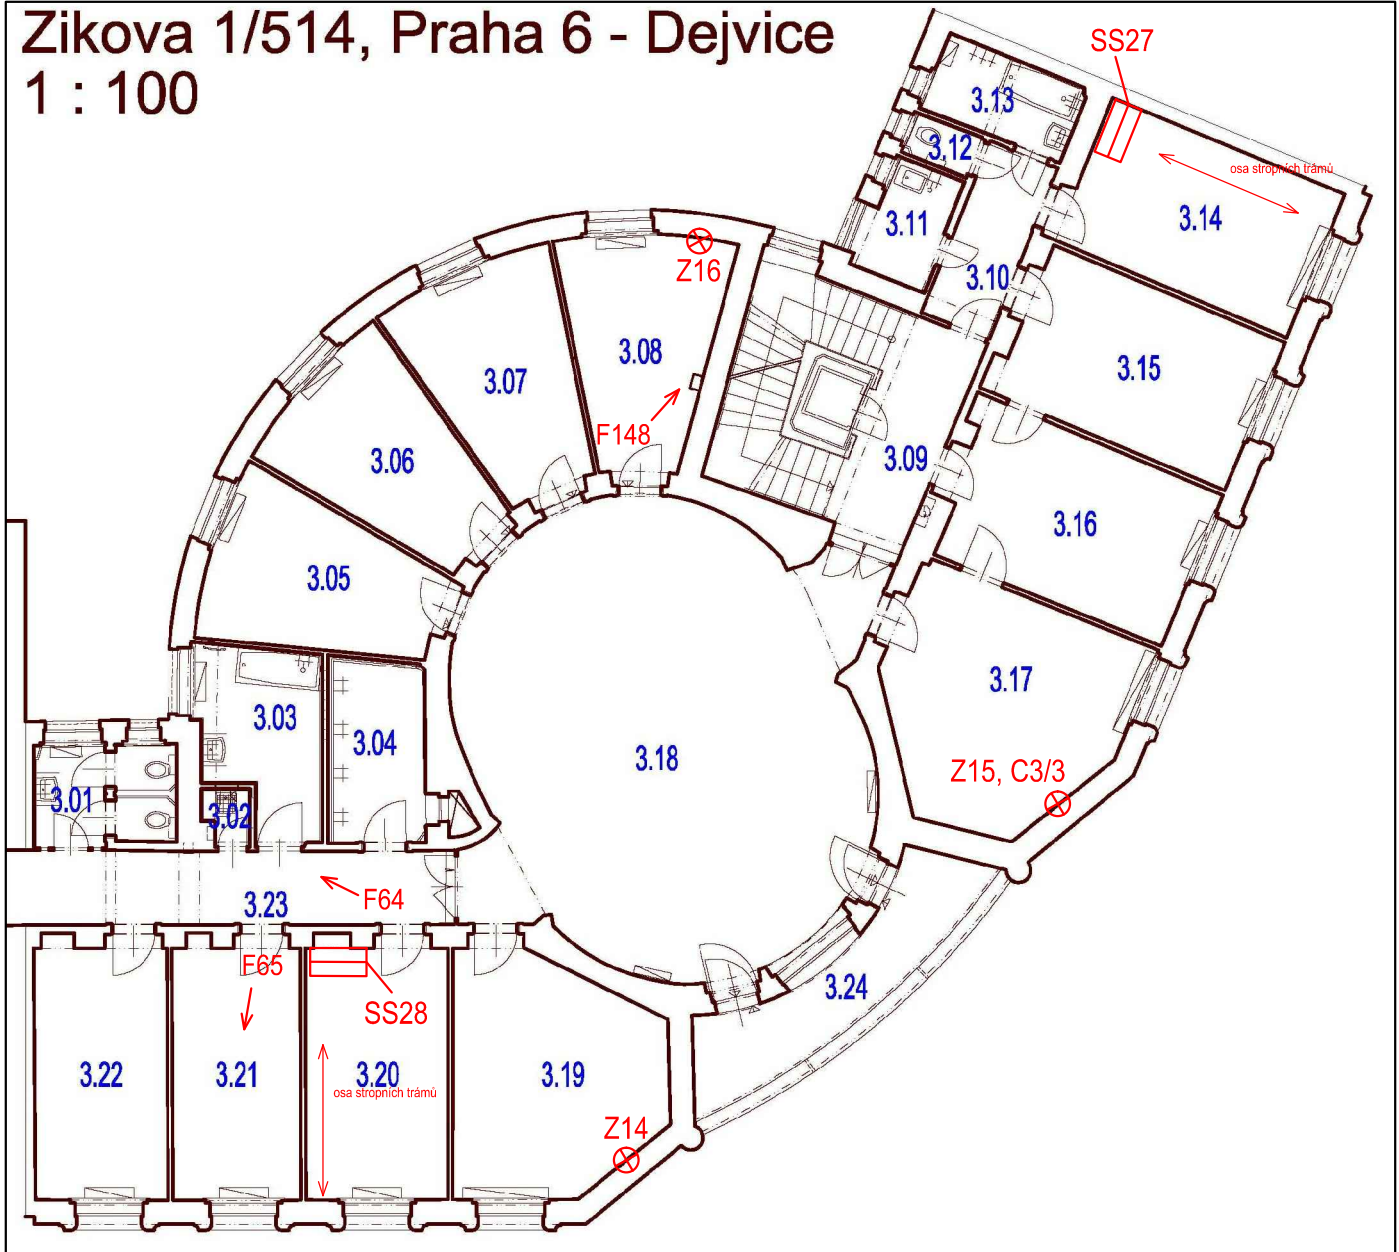 Zikova 1/514, Praha 6 - Dejvice
1 : 100
SS27
3.13
3.12
osa stropních trámů
3.11
3.14
Z16
3.10
3.08
3.15
3.07
F148
3.06
3.09
3.16
3.05
3.17
3.03
3.04
3.18
Z15, C3/3
3.01
3.02
F64
3.23
F65
3.24
SS28
3.22
3.21
3.20
3.19
osa stropních trámů
Z14